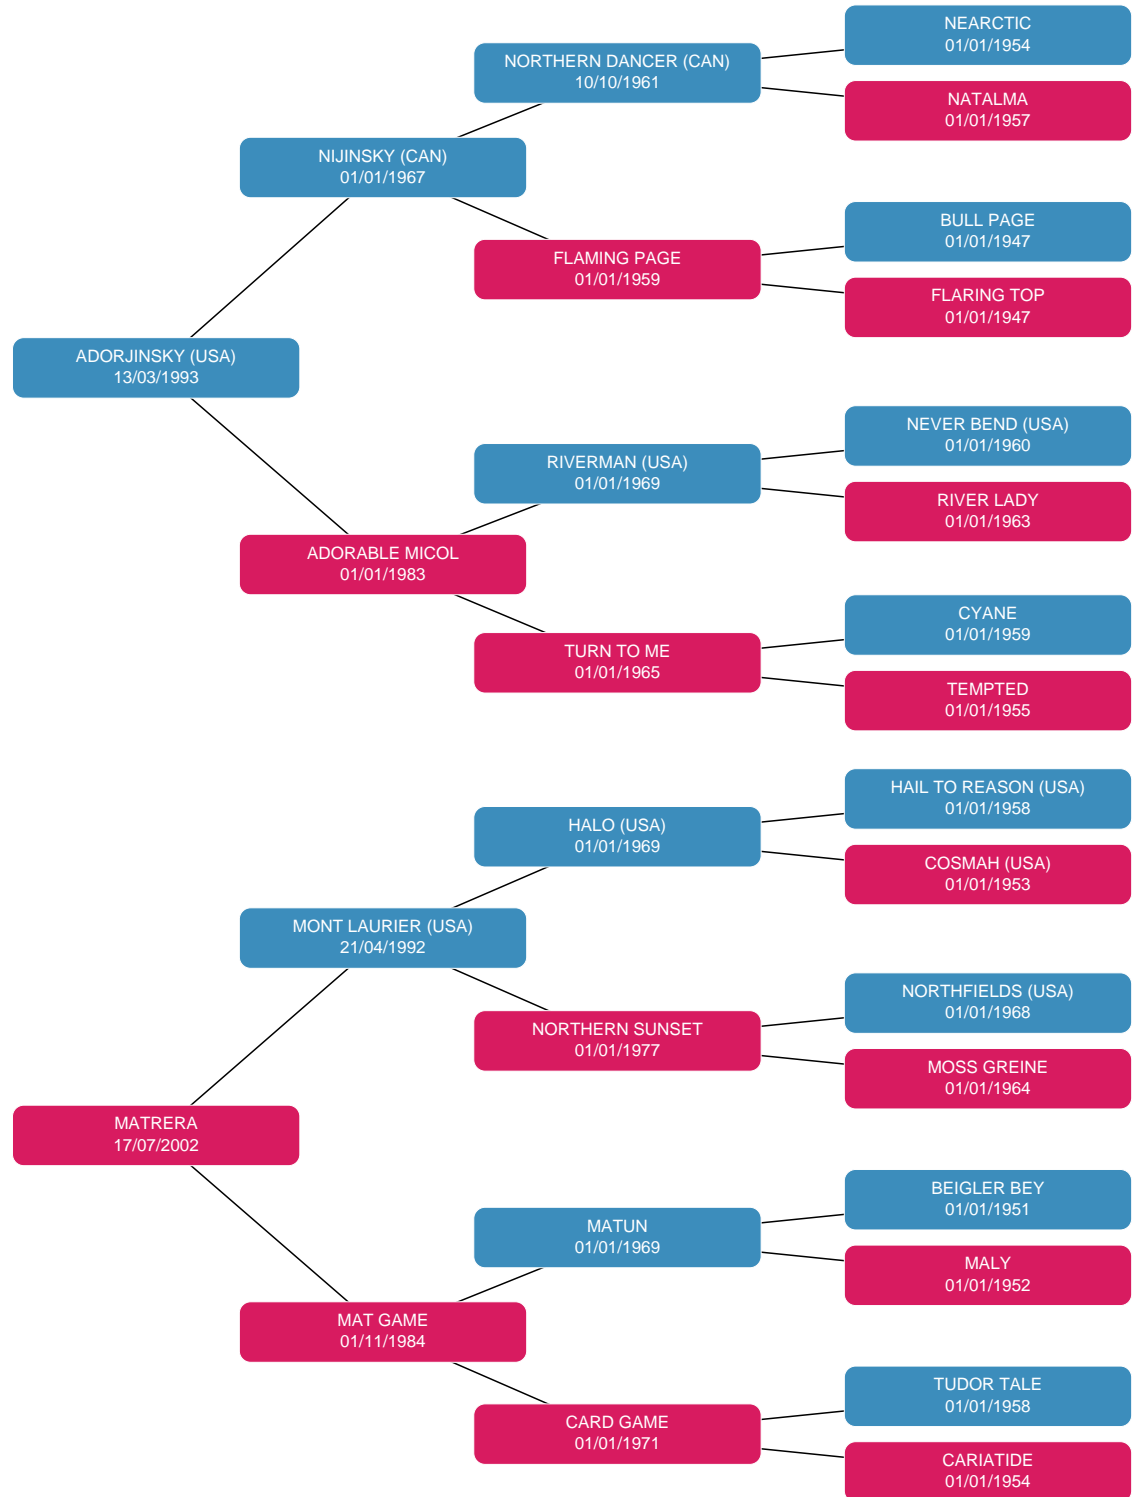 NEARCTIC
01/01/1954
NORTHERN DANCER (CAN)
10/10/1961
NATALMA
01/01/1957
NIJINSKY (CAN)
01/01/1967
BULL PAGE
01/01/1947
FLAMING PAGE
01/01/1959
FLARING TOP
01/01/1947
ADORJINSKY (USA)
13/03/1993
NEVER BEND (USA)
01/01/1960
RIVERMAN (USA)
01/01/1969
RIVER LADY
01/01/1963
ADORABLE MICOL
01/01/1983
CYANE
01/01/1959
TURN TO ME
01/01/1965
TEMPTED
01/01/1955
HAIL TO REASON (USA)
01/01/1958
HALO (USA)
01/01/1969
COSMAH (USA)
01/01/1953
MONT LAURIER (USA)
21/04/1992
NORTHFIELDS (USA)
01/01/1968
NORTHERN SUNSET
01/01/1977
MOSS GREINE
01/01/1964
MATRERA
17/07/2002
BEIGLER BEY
01/01/1951
MATUN
01/01/1969
MALY
01/01/1952
MAT GAME
01/11/1984
TUDOR TALE
01/01/1958
CARD GAME
01/01/1971
CARIATIDE
01/01/1954